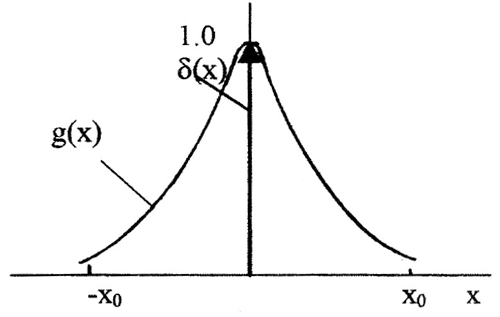 1.0
δ(x)
g(x)
-x₀ x₀ x